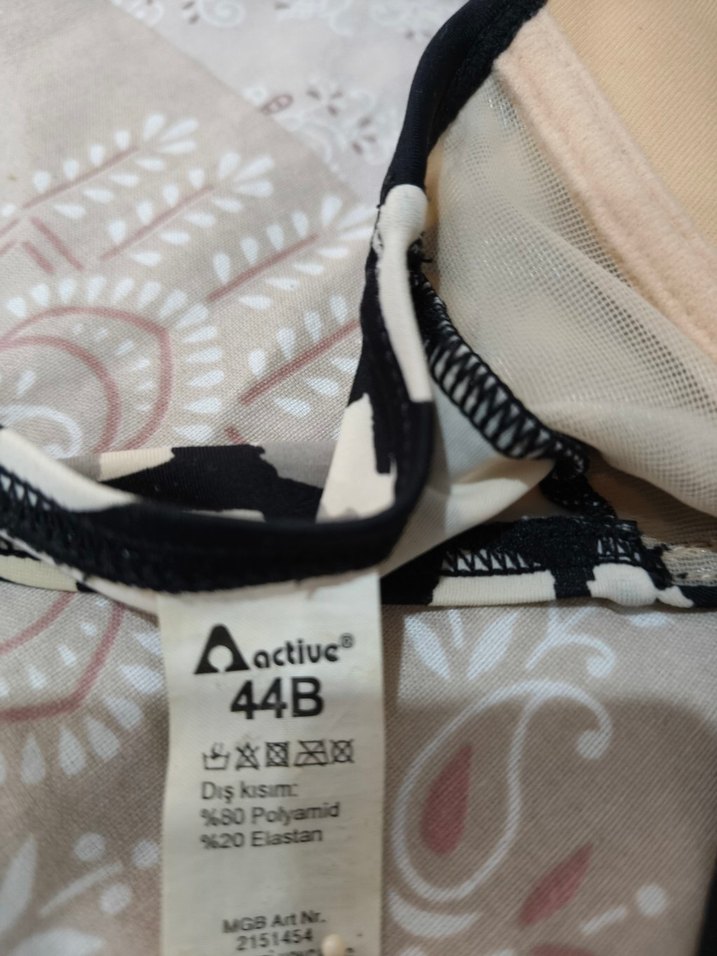 active®
44B
Dış kısım:
%80 Polyamid
%20 Elastan
MGB Art Nr.
2151454